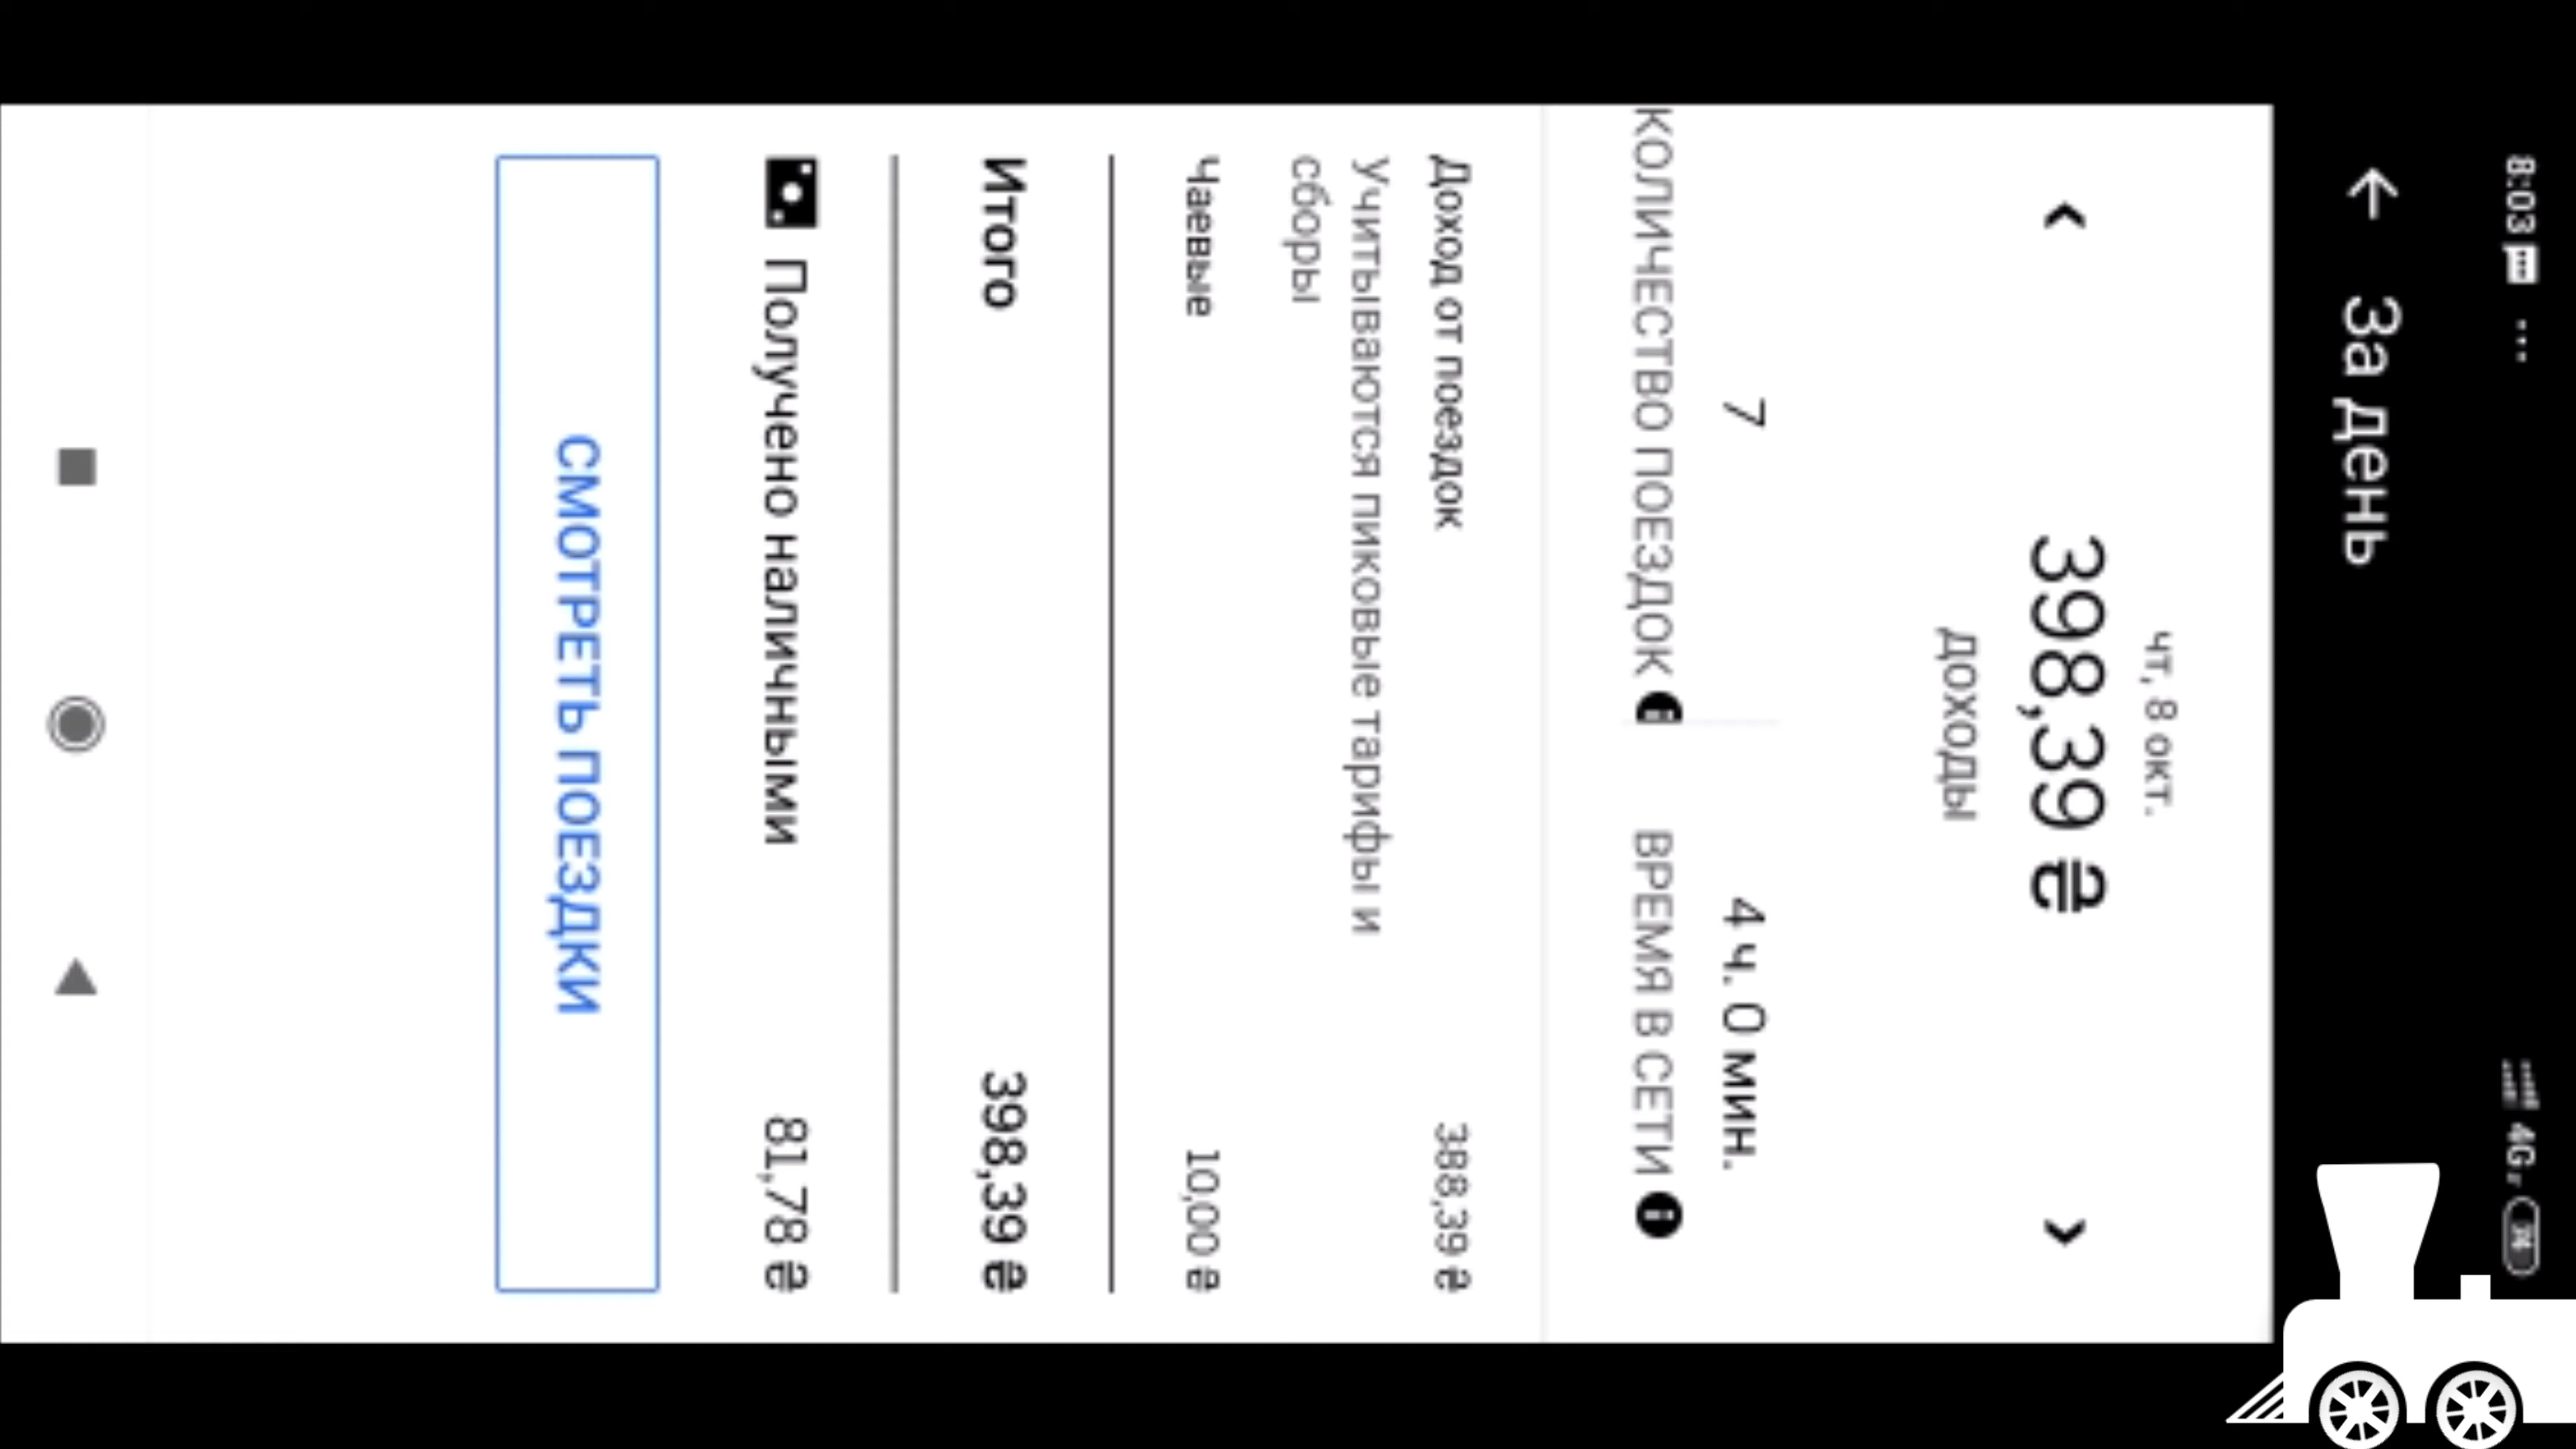 8:03
4G
За день
чт, 8 окт.
398,39 ₴
доходы
7
4 ч. 0 мин.
КОЛИЧЕСТВО ПОЕЗДОК
ВРЕМЯ В СЕТИ
Доход от поездок 388,39 ₴
Учитываются пиковые тарифы и
сборы
Чаевые 10,00 ₴
Итого 398,39 ₴
Получено наличными 81,78 ₴
СМОТРЕТЬ ПОЕЗДКИ